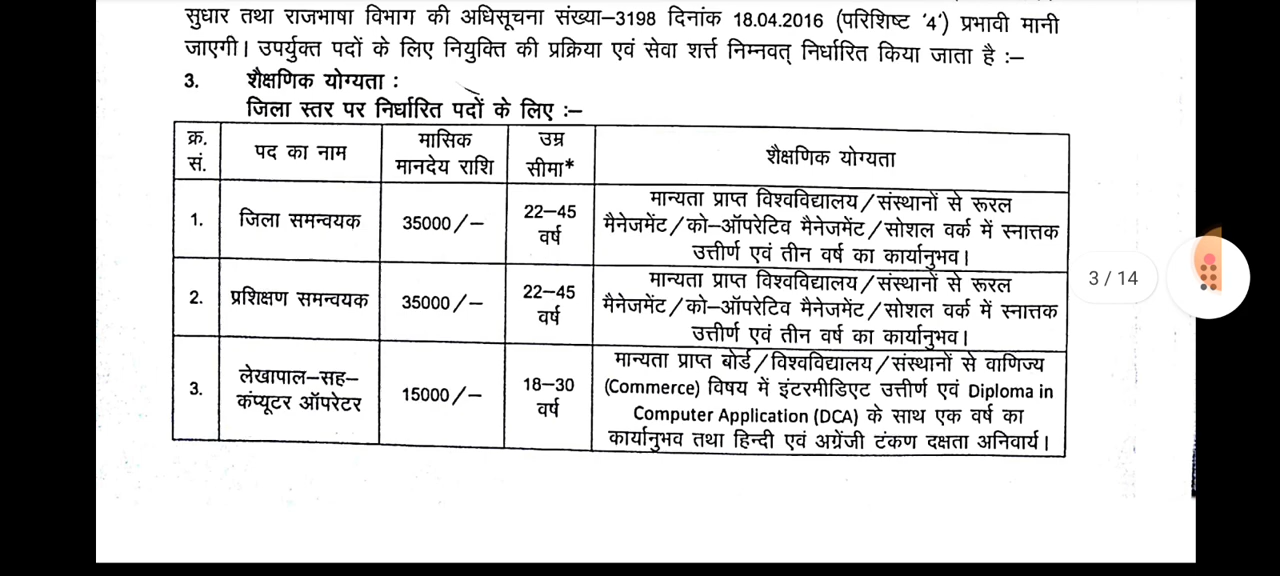 सुधार तथा राजभाषा विभाग की अधिसूचना संख्या–3198 दिनांक 18.04.2016 (परिशिष्ट '4') प्रभावी मानी
जाएगी। उपर्युक्त पदों के लिए नियुक्ति की प्रक्रिया एवं सेवा शर्त्त निम्नवत् निर्धारित किया जाता है :–
3. शैक्षणिक योग्यता :
जिला स्तर पर निर्धारित पदों के लिए :–
क्र.
सं.
पद का नाम
मासिक
मानदेय राशि
उम्र
सीमा*
शैक्षणिक योग्यता
1.
जिला समन्वयक
35000/–
22–45
वर्ष
मान्यता प्राप्त विश्वविद्यालय/संस्थानों से रूरल
मैनेजमेंट/को–ऑपरेटिव मैनेजमेंट/सोशल वर्क में स्नात्तक
उत्तीर्ण एवं तीन वर्ष का कार्यानुभव।
2.
प्रशिक्षण समन्वयक
35000/–
22–45
वर्ष
मान्यता प्राप्त विश्वविद्यालय/संस्थानों से रूरल
मैनेजमेंट/को–ऑपरेटिव मैनेजमेंट/सोशल वर्क में स्नात्तक
उत्तीर्ण एवं तीन वर्ष का कार्यानुभव।
3.
लेखापाल–सह–
कंप्यूटर ऑपरेटर
15000/–
18–30
वर्ष
मान्यता प्राप्त बोर्ड/विश्वविद्यालय/संस्थानों से वाणिज्य
(Commerce) विषय में इंटरमीडिएट उत्तीर्ण एवं Diploma in
Computer Application (DCA) के साथ एक वर्ष का
कार्यानुभव तथा हिन्दी एवं अग्रेंजी टंकण दक्षता अनिवार्य।
3 / 14